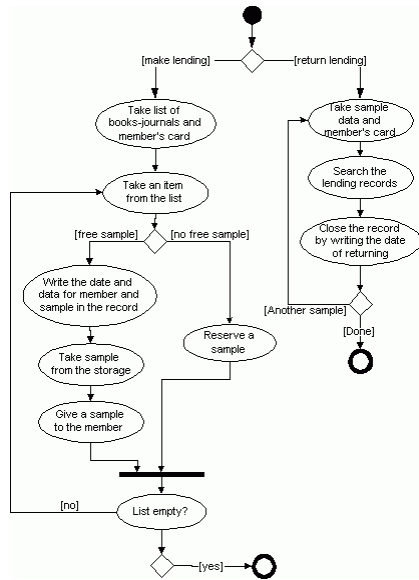 [make lending]
[return lending]
Take list of
books-journals and
member's card
Take an item
from the list
[free sample]
[no free sample]
Write the date and
data for member and
sample in the record
Take sample
from the storage
Give a sample
to the member
Reserve a
sample
List empty?
[no]
[yes]
Take sample
data and
member's card
Search the
lending records
Close the record
by writing the date
of returning
[Another sample]
[Done]